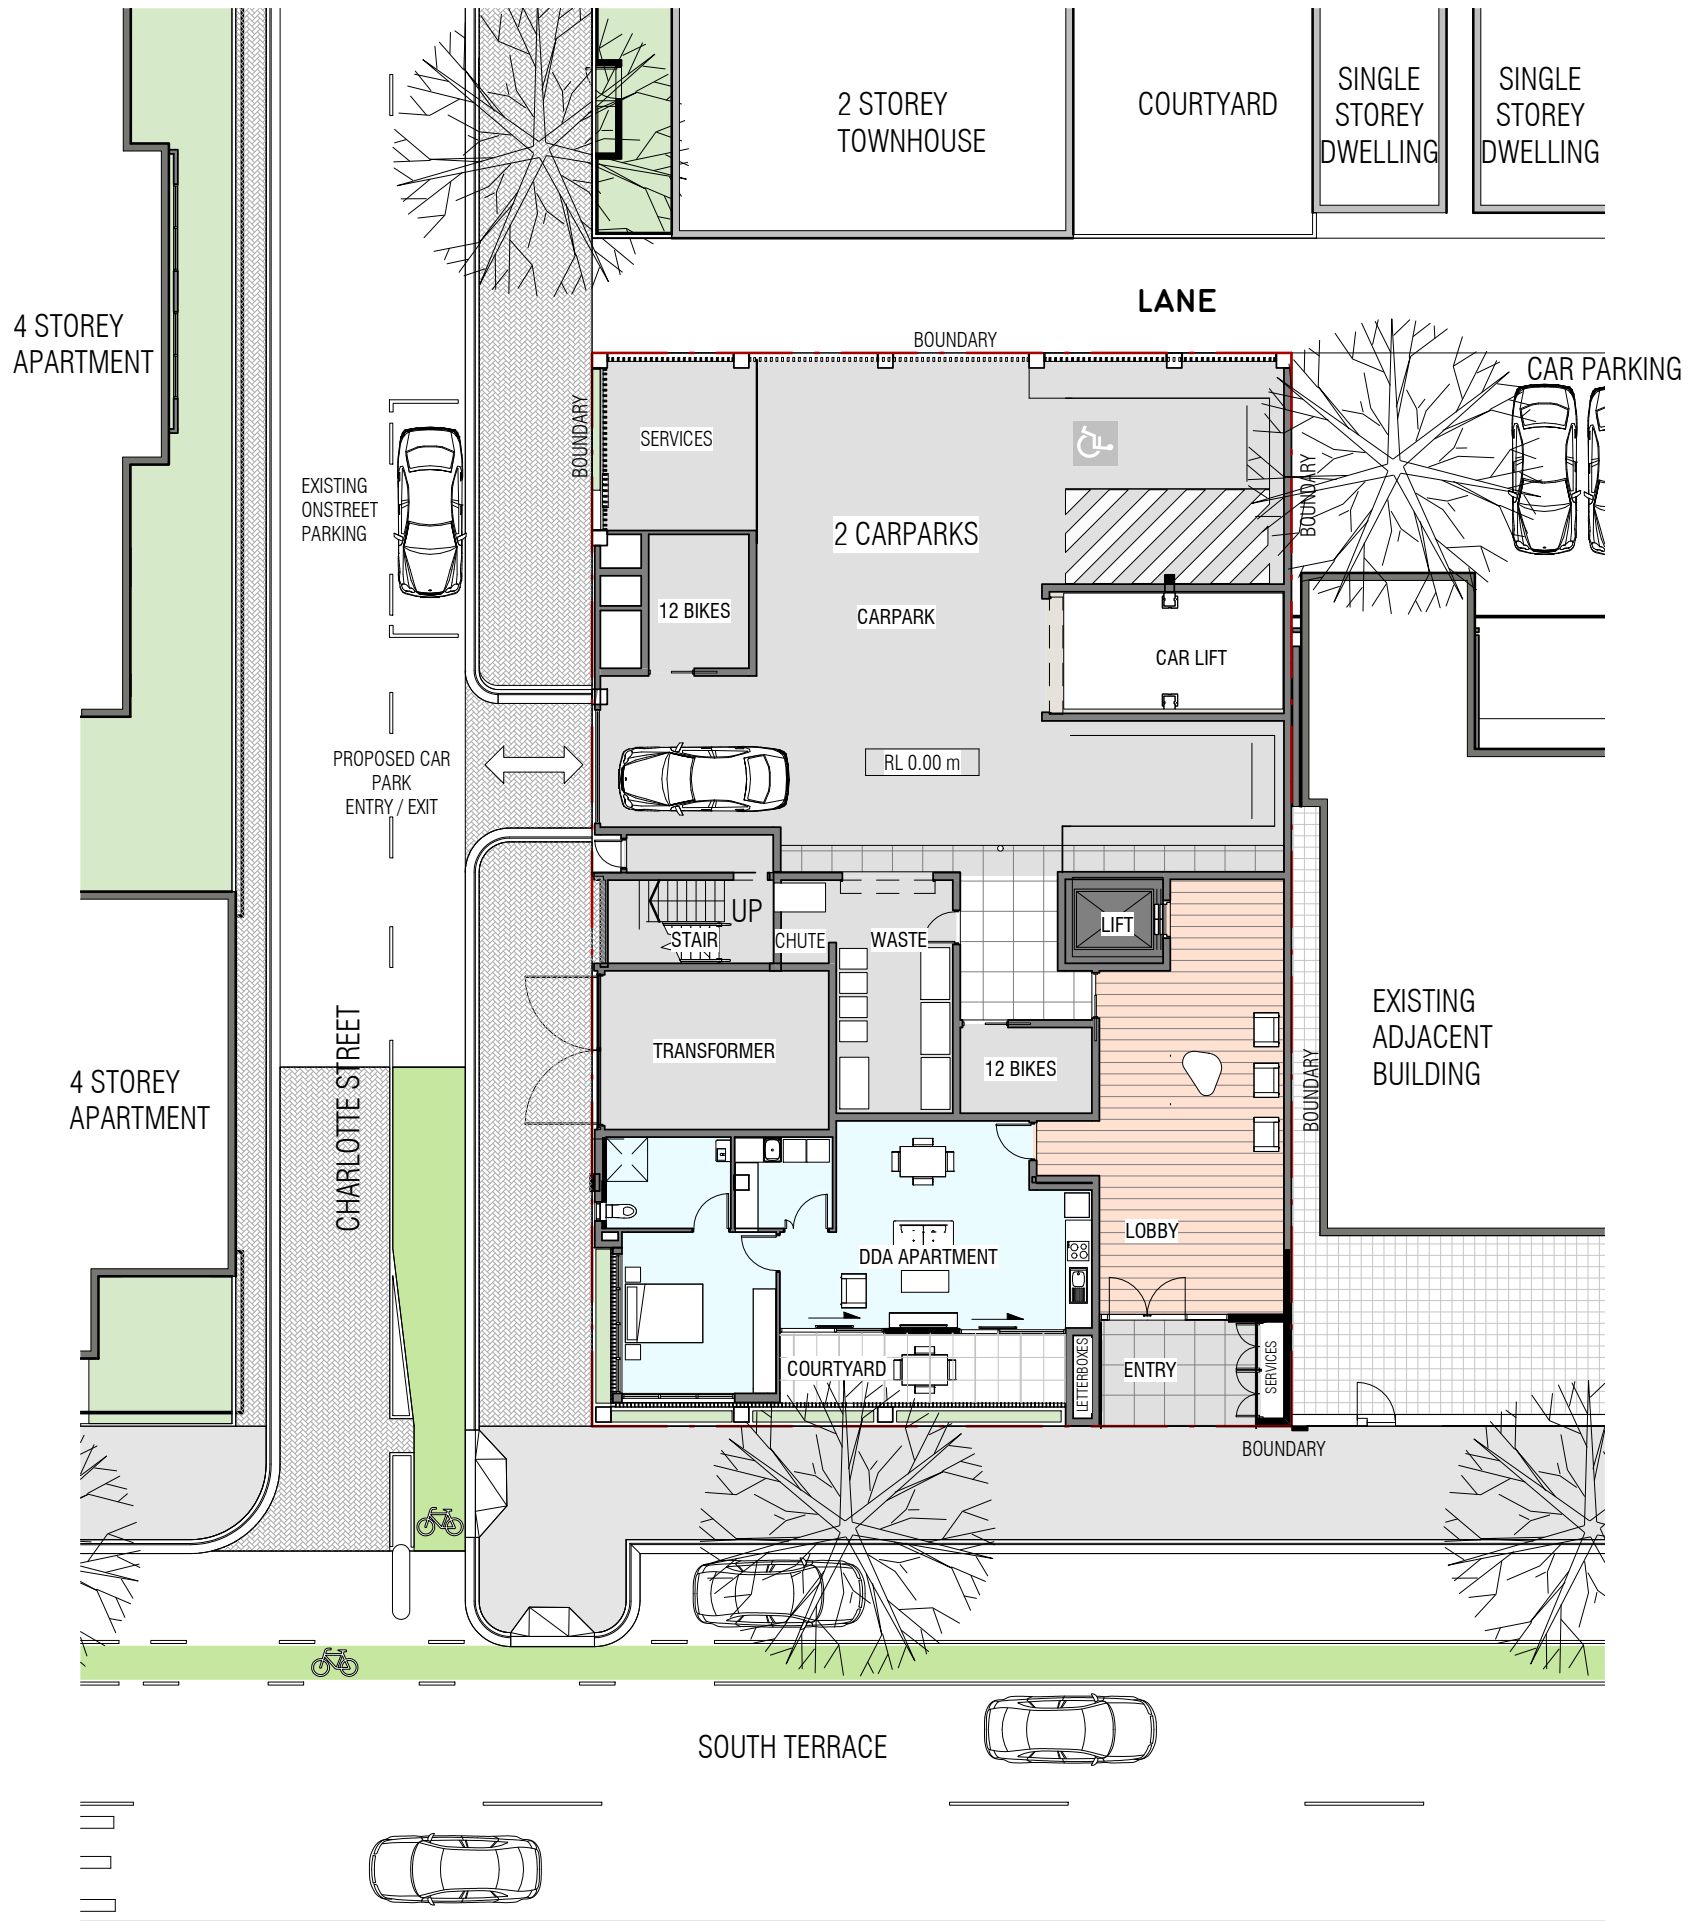 2 STOREY
TOWNHOUSE
COURTYARD
SINGLE
STOREY
DWELLING
SINGLE
STOREY
DWELLING
LANE
4 STOREY
APARTMENT
BOUNDARY
CAR PARKING
BOUNDARY
SERVICES
BOUNDARY
EXISTING
ONSTREET
PARKING
2 CARPARKS
12 BIKES
CARPARK
CAR LIFT
PROPOSED CAR
PARK
ENTRY / EXIT
RL 0.00 m
UP
STAIR
CHUTE
WASTE
LIFT
EXISTING
ADJACENT
BUILDING
TRANSFORMER
12 BIKES
BOUNDARY
4 STOREY
APARTMENT
CHARLOTTE STREET
LOBBY
DDA APARTMENT
COURTYARD
LETTERBOXES
ENTRY
SERVICES
BOUNDARY
SOUTH TERRACE